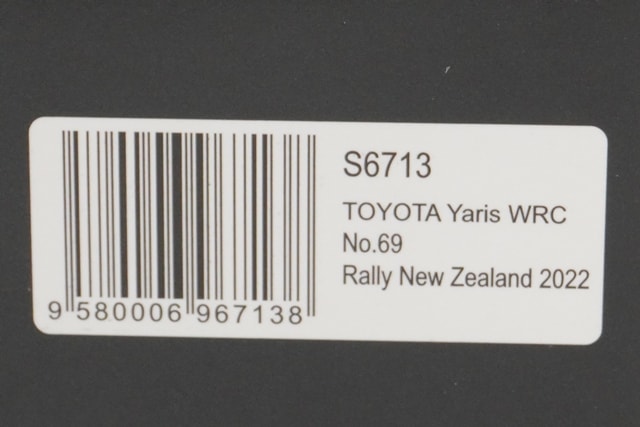 S6713
TOYOTA Yaris WRC
No.69
Rally New Zealand 2022
9 580006 967138